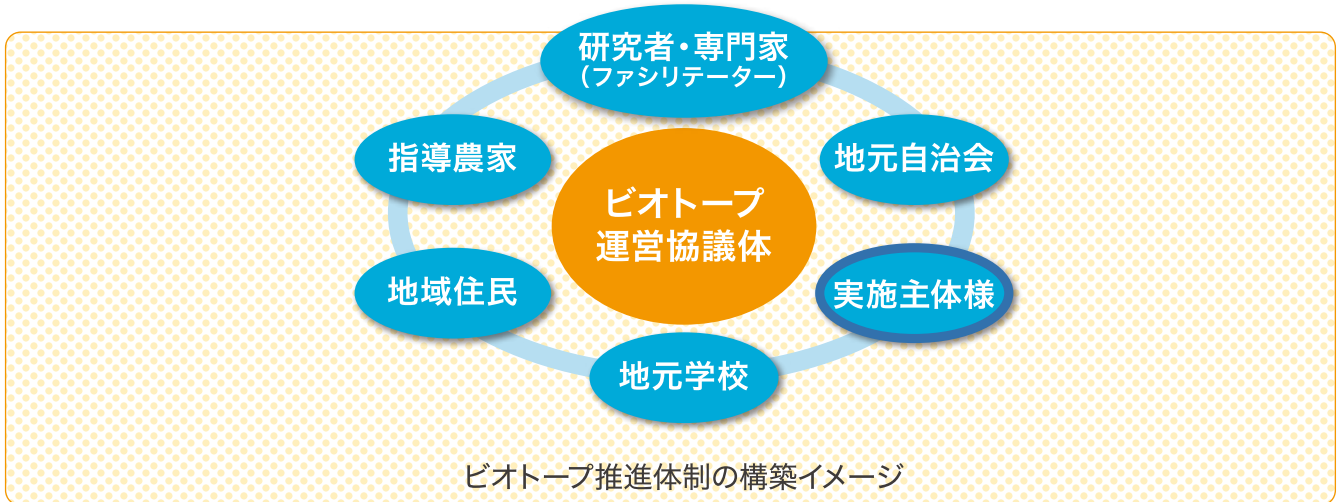 研究者・専門家
（ファシリテーター）
指導農家
地元自治会
ビオトープ
運営協議体
地域住民
実施主体様
地元学校
ビオトープ推進体制の構築イメージ